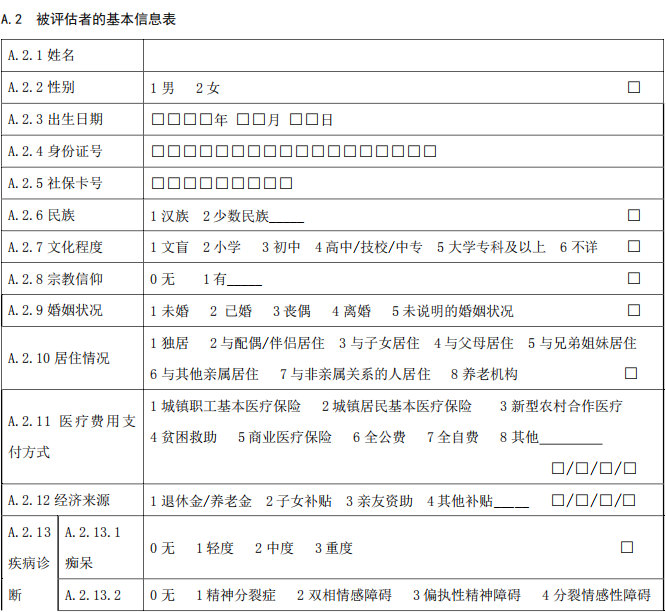 A.2 被评估者的基本信息表
A.2.1 姓名
A.2.2 性别 1 男 2 女 □
A.2.3 出生日期 □□□□年 □□月 □□日
A.2.4 身份证号 □□□□□□□□□□□□□□□□□□
A.2.5 社保卡号 □□□□□□□□□
A.2.6 民族 1 汉族 2 少数民族_____ □
A.2.7 文化程度 1 文盲 2 小学 3 初中 4 高中/技校/中专 5 大学专科及以上 6 不详 □
A.2.8 宗教信仰 0 无 1 有_____ □
A.2.9 婚姻状况 1 未婚 2 已婚 3 丧偶 4 离婚 5 未说明的婚姻状况 □
A.2.10 居住情况 1 独居 2 与配偶/伴侣居住 3 与子女居住 4 与父母居住 5 与兄弟姐妹居住
6 与其他亲属居住 7 与非亲属关系的人居住 8 养老机构 □
A.2.11 医疗费用支付方式 1 城镇职工基本医疗保险 2 城镇居民基本医疗保险 3 新型农村合作医疗
4 贫困救助 5 商业医疗保险 6 全公费 7 全自费 8 其他_________
□/□/□/□
A.2.12 经济来源 1 退休金/养老金 2 子女补贴 3 亲友资助 4 其他补贴_____ □/□/□/□
A.2.13 疾病诊断 A.2.13.1 痴呆 0 无 1 轻度 2 中度 3 重度 □
A.2.13.2 0 无 1 精神分裂症 2 双相情感障碍 3 偏执性精神障碍 4 分裂情感性障碍